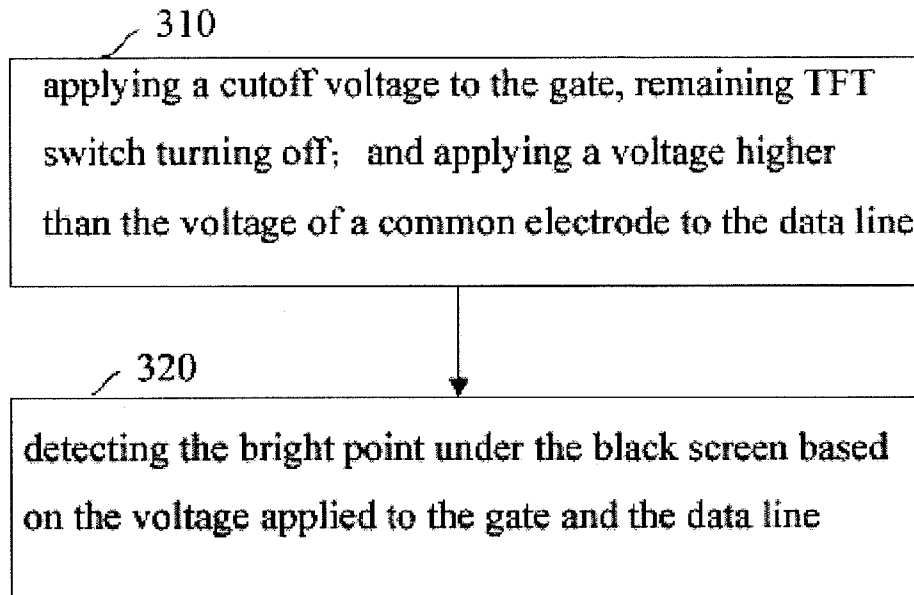 310
applying a cutoff voltage to the gate, remaining TFT
switch turning off; and applying a voltage higher
than the voltage of a common electrode to the data line
320
detecting the bright point under the black screen based
on the voltage applied to the gate and the data line